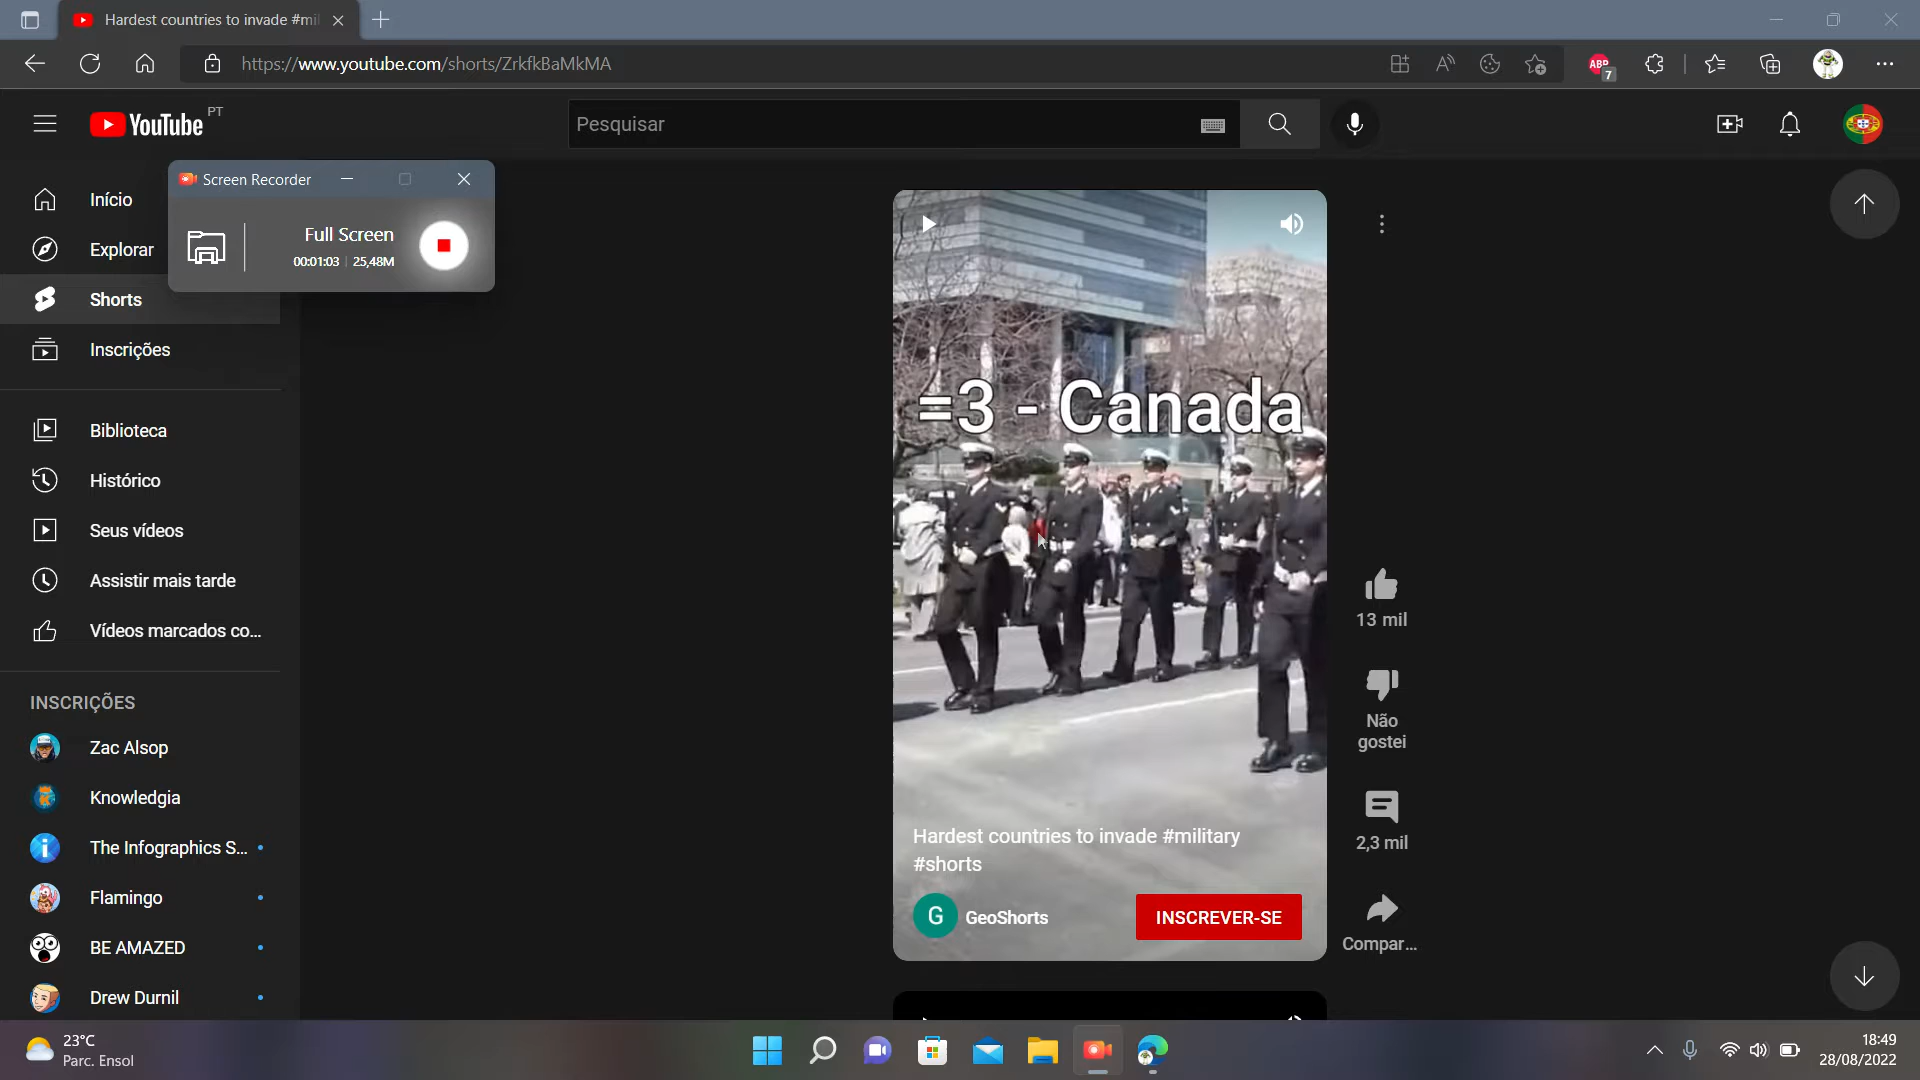 Hardest countries to invade #mil
https://www.youtube.com/shorts/ZrkfkBaMkMA
ABP
7
YouTube
PT
Pesquisar
Screen Recorder
Full Screen
00:01:03 | 25,48M
Início
Explorar
Shorts
Inscrições
Biblioteca
Histórico
Seus vídeos
Assistir mais tarde
Vídeos marcados co...
INSCRIÇÕES
Zac Alsop
Knowledgia
The Infographics S...
Flamingo
BE AMAZED
Drew Durnil
=3 - Canada
Hardest countries to invade #military
#shorts
G
GeoShorts
INSCREVER-SE
13 mil
Não
gostei
2,3 mil
Compar...
23°C
Parc. Ensol
18:49
28/08/2022